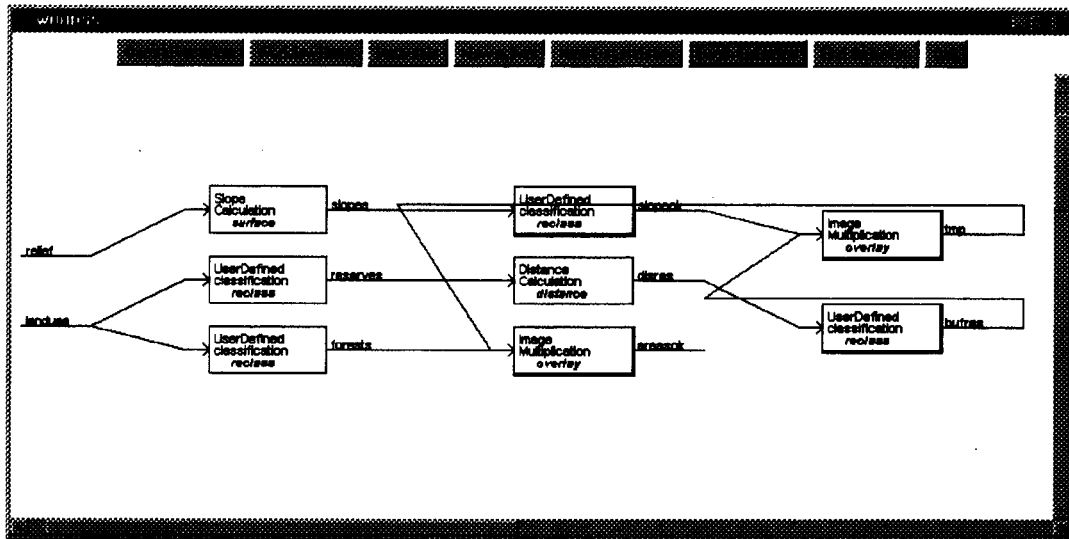 Slope
Calculation
surface
slopes
UserDefined
classification
reclass
slopeok
Image
Multiplication
overlay
tmp
relief
UserDefined
classification
reclass
reserves
Distance
Calculation
distance
disres
landuse
UserDefined
classification
reclass
forests
Image
Multiplication
overlay
areasok
UserDefined
classification
reclass
bufres